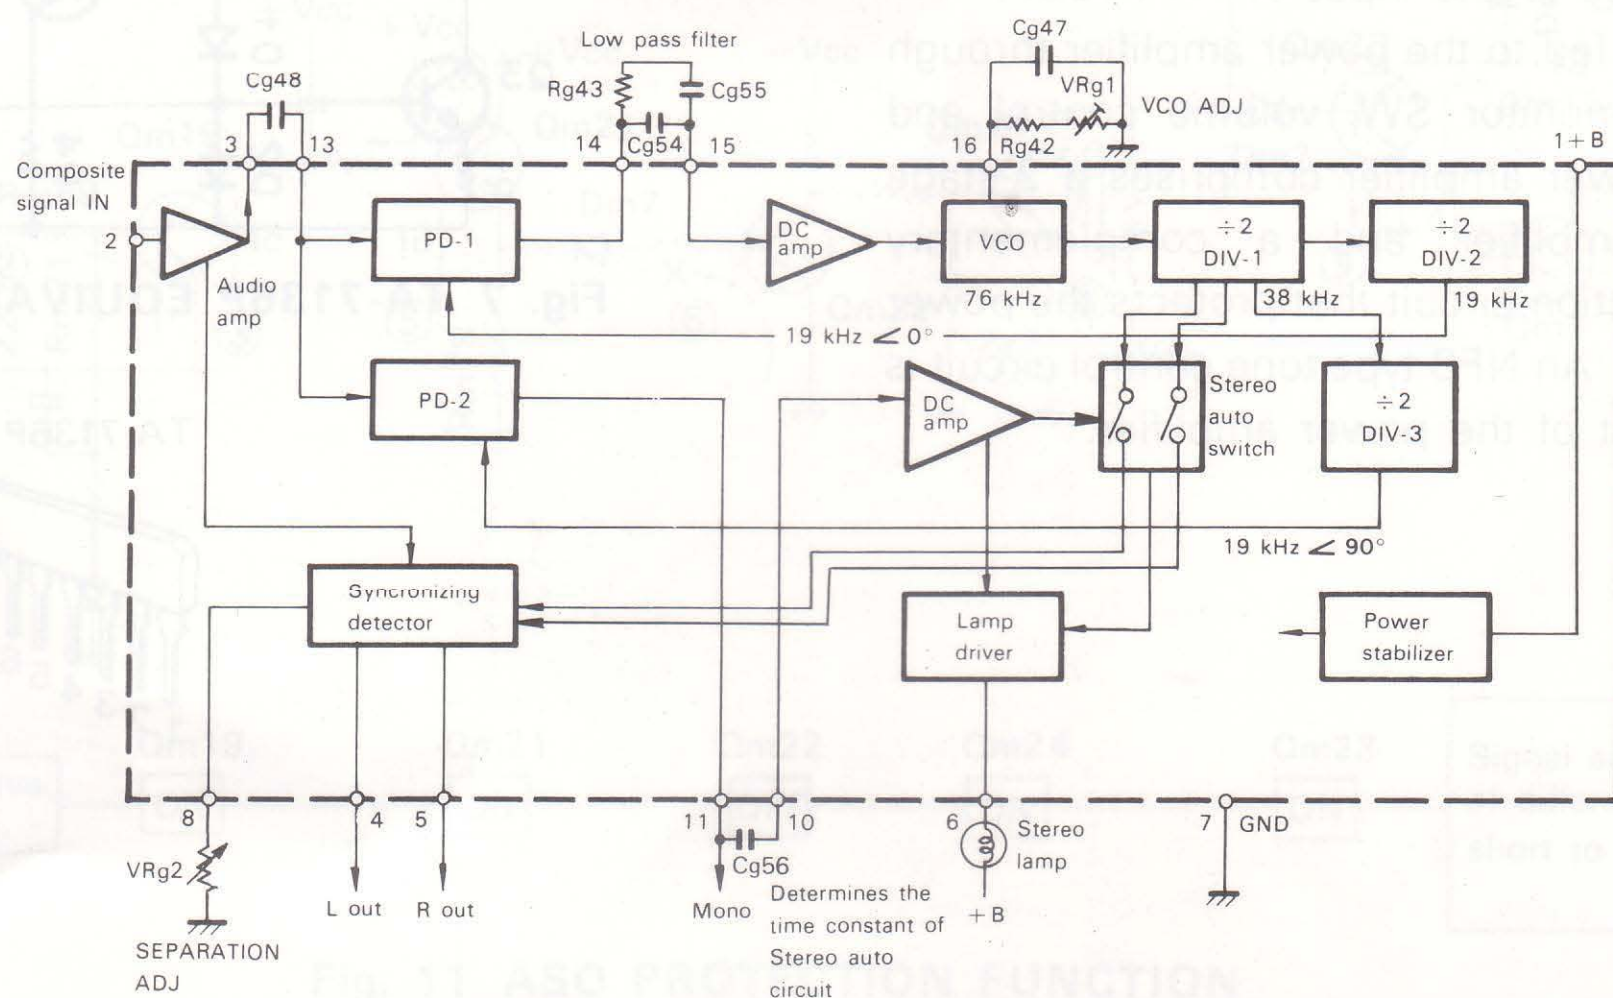 Low pass filter
Cg47
Cg48
Rg43
Cg55
VRg1
VCO ADJ
3
13
14
Cg54
15
16
Rg42
1 + B
Composite
signal IN
2
Audio
amp
PD-1
DC
amp
VCO
÷2
DIV-1
÷2
DIV-2
76 kHz
38 kHz
19 kHz
19 kHz ∠0°
PD-2
DC
amp
Stereo
auto
switch
÷2
DIV-3
19 kHz ∠90°
Syncronizing
detector
Lamp
driver
Power
stabilizer
8
4
5
11
10
6
7
GND
VRg2
L out
R out
Mono
Cg56
Stereo
lamp
+ B
Determines the
time constant of
Stereo auto
circuit
SEPARATION
ADJ